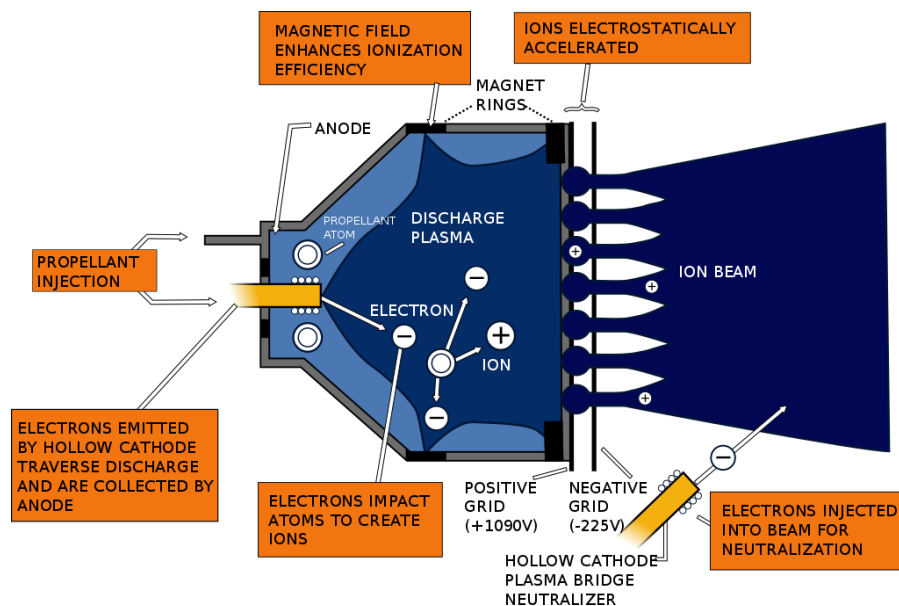 MAGNETIC FIELD
ENHANCES IONIZATION
EFFICIENCY
IONS ELECTROSTATICALLY
ACCELERATED
MAGNET
RINGS
ANODE
PROPELLANT
ATOM
DISCHARGE
PLASMA
PROPELLANT
INJECTION
ION BEAM
ELECTRON
ION
ELECTRONS EMITTED
BY HOLLOW CATHODE
TRAVERSE DISCHARGE
AND ARE COLLECTED BY
ANODE
ELECTRONS IMPACT
ATOMS TO CREATE
IONS
POSITIVE
GRID
(+1090V)
NEGATIVE
GRID
(-225V)
ELECTRONS INJECTED
INTO BEAM FOR
NEUTRALIZATION
HOLLOW CATHODE
PLASMA BRIDGE
NEUTRALIZER